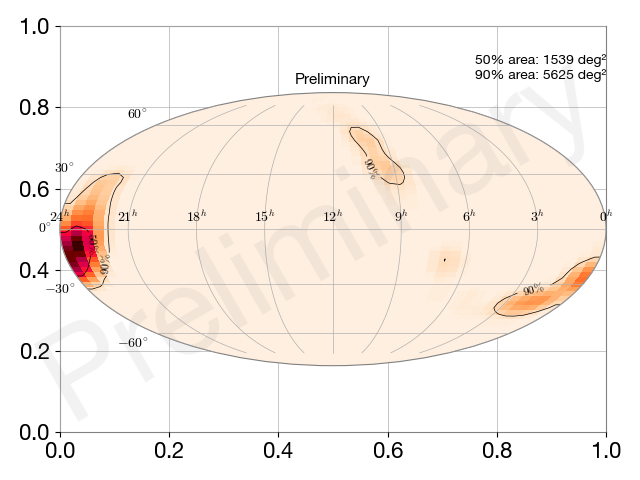 1.0
50% area: 1539 deg²
90% area: 5625 deg²
Preliminary
0.8
60°
90%
30°
0.6
24h 21h 18h 15h 12h 9h 6h 3h 0h
0°
50%
90%
0.4
−30°
90%
−60°
0.2
0.0
0.0 0.2 0.4 0.6 0.8 1.0
Preliminary